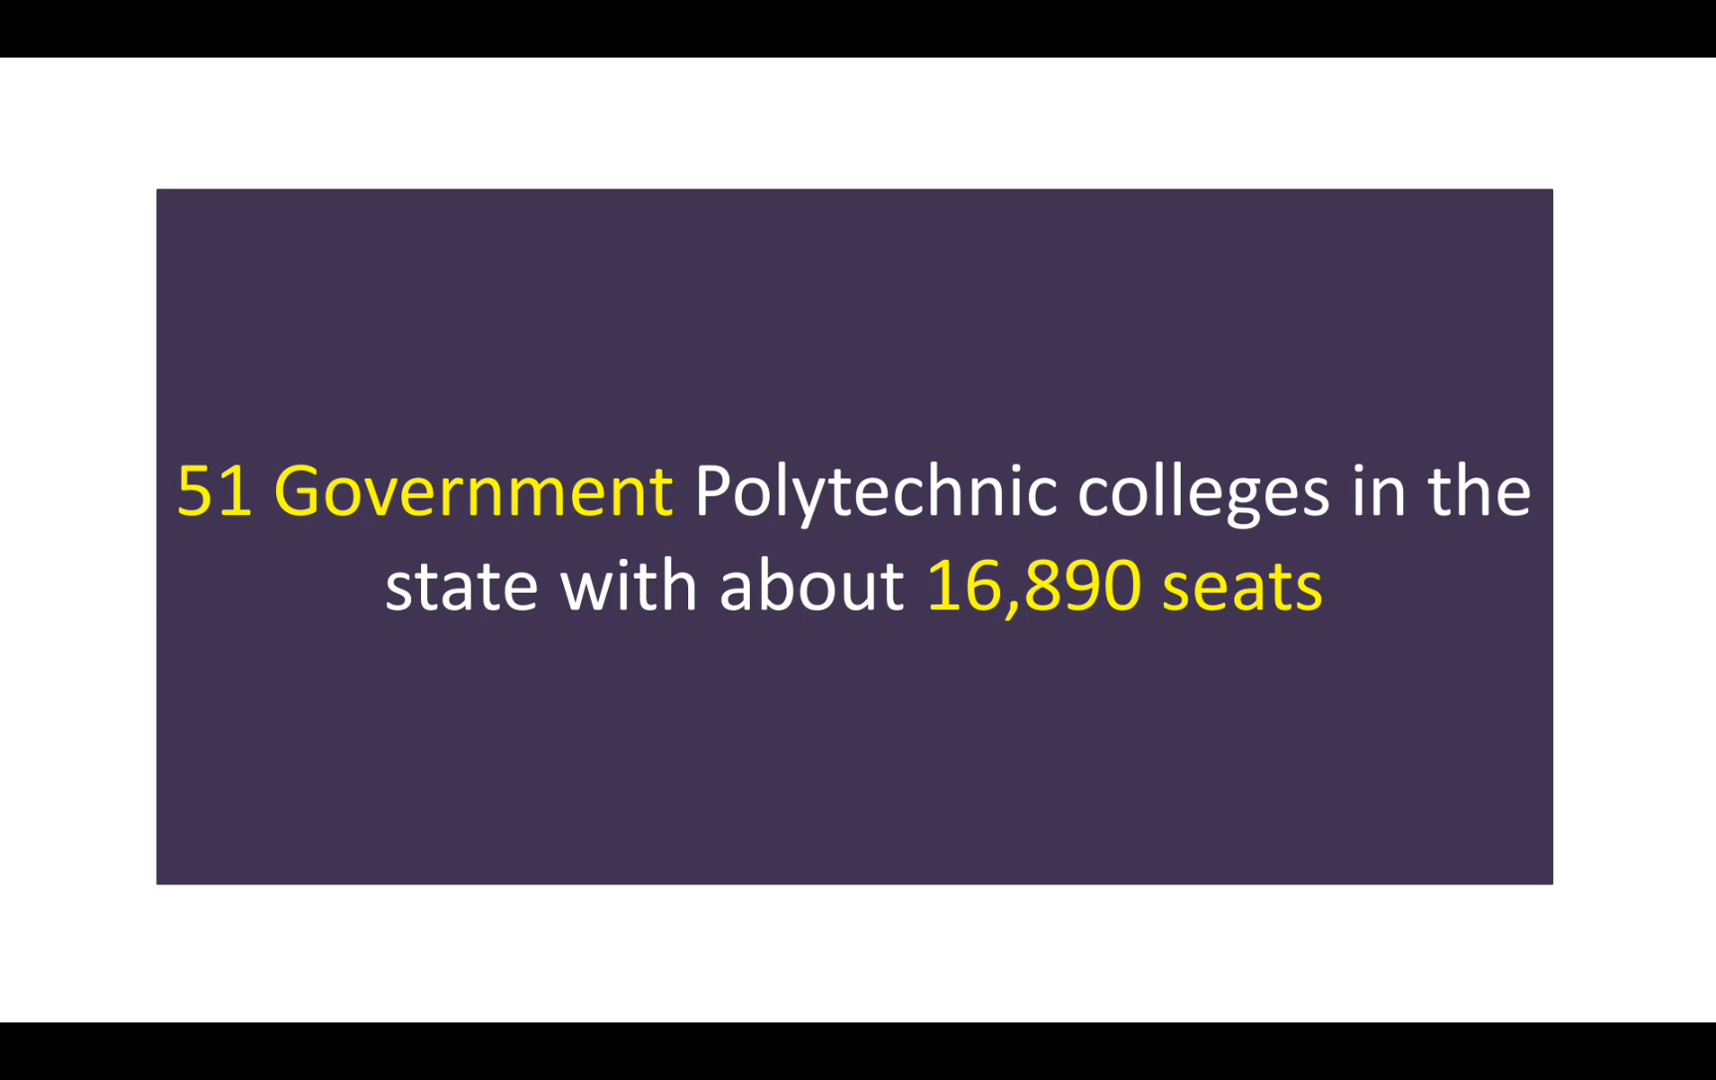 51 Government Polytechnic colleges in the
state with about 16,890 seats